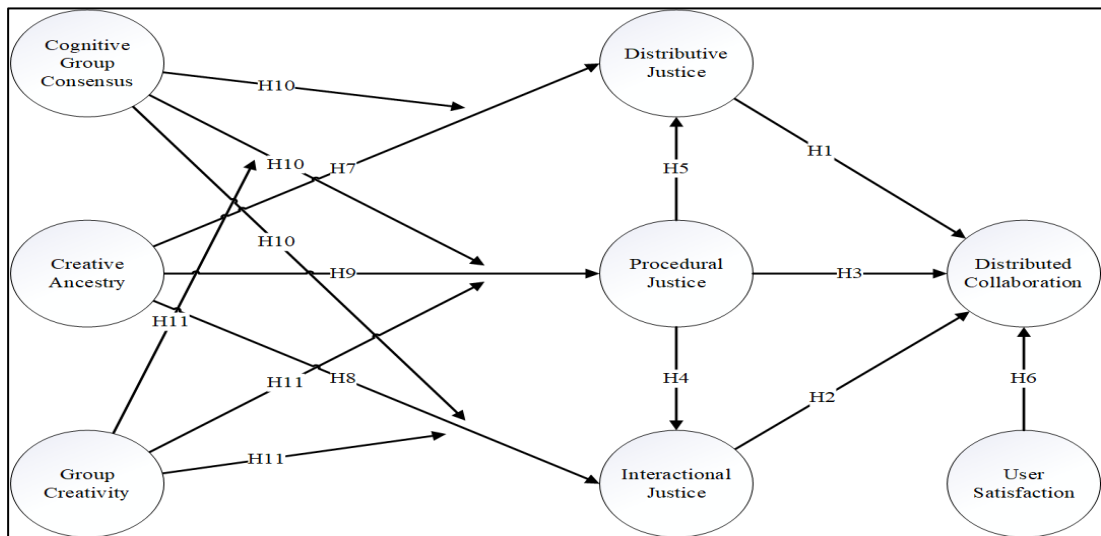 Cognitive
Group
Consensus
Distributive
Justice
H10
H10
H7
H1
H5
H10
Creative
Ancestry
H9
Procedural
Justice
H3
Distributed
Collaboration
H11
H11
H8
H4
H2
H6
H11
Group
Creativity
Interactional
Justice
User
Satisfaction